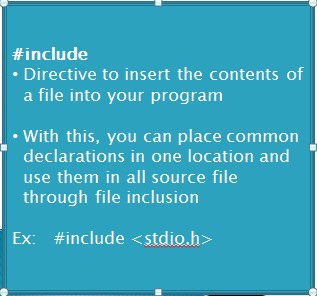 #include
• Directive to insert the contents of
a file into your program
• With this, you can place common
declarations in one location and
use them in all source file
through file inclusion
Ex: #include <stdio.h>